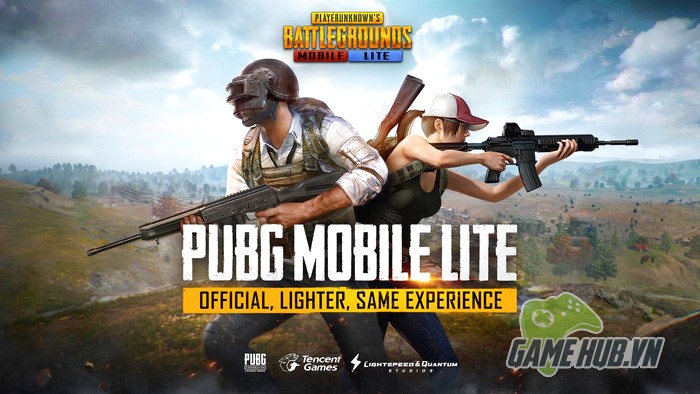 PLAYERUNKNOWN'S
BATTLEGROUNDS
MOBILE LITE
PUBG MOBILE LITE
OFFICIAL, LIGHTER, SAME EXPERIENCE
GAMEHUB.VN
PUBG
Tencent
Games
LIGHTSPEED & QUANTUM
STUDIOS